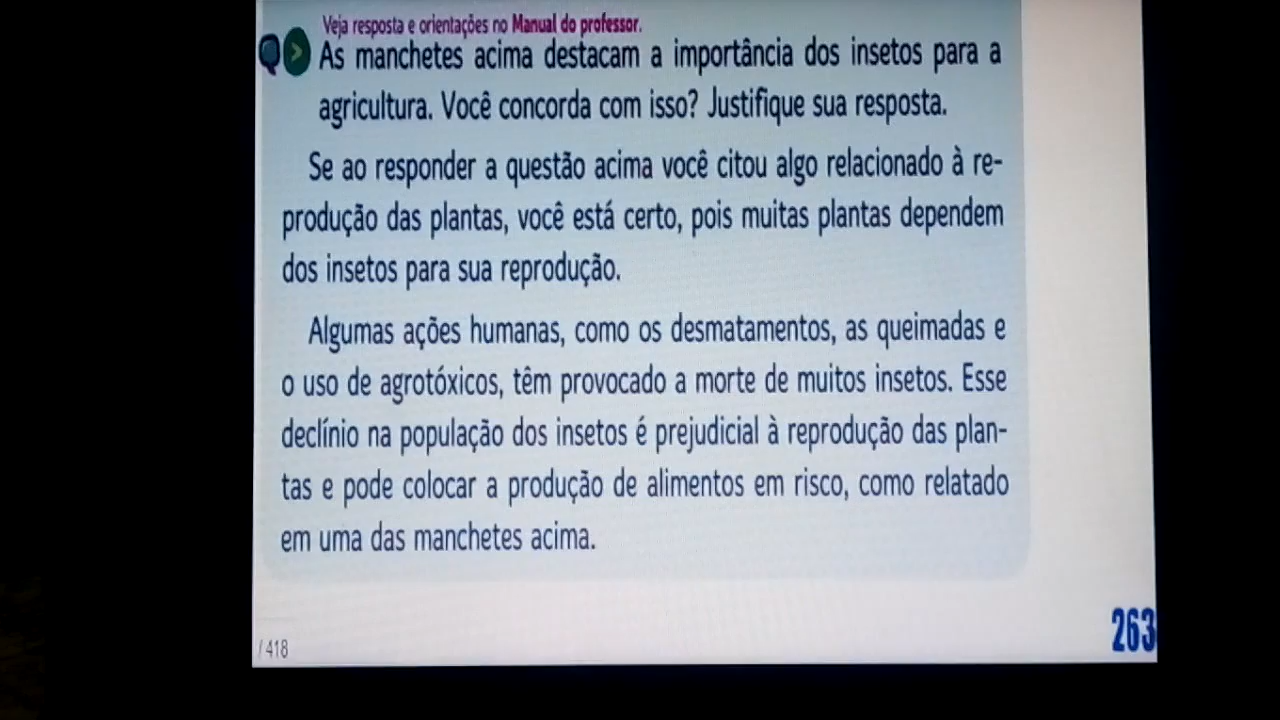 Veja resposta e orientações no Manual do professor.
As manchetes acima destacam a importância dos insetos para a
agricultura. Você concorda com isso? Justifique sua resposta.
Se ao responder a questão acima você citou algo relacionado à re-
produção das plantas, você está certo, pois muitas plantas dependem
dos insetos para sua reprodução.
Algumas ações humanas, como os desmatamentos, as queimadas e
o uso de agrotóxicos, têm provocado a morte de muitos insetos. Esse
declínio na população dos insetos é prejudicial à reprodução das plan-
tas e pode colocar a produção de alimentos em risco, como relatado
em uma das manchetes acima.
263
/ 418